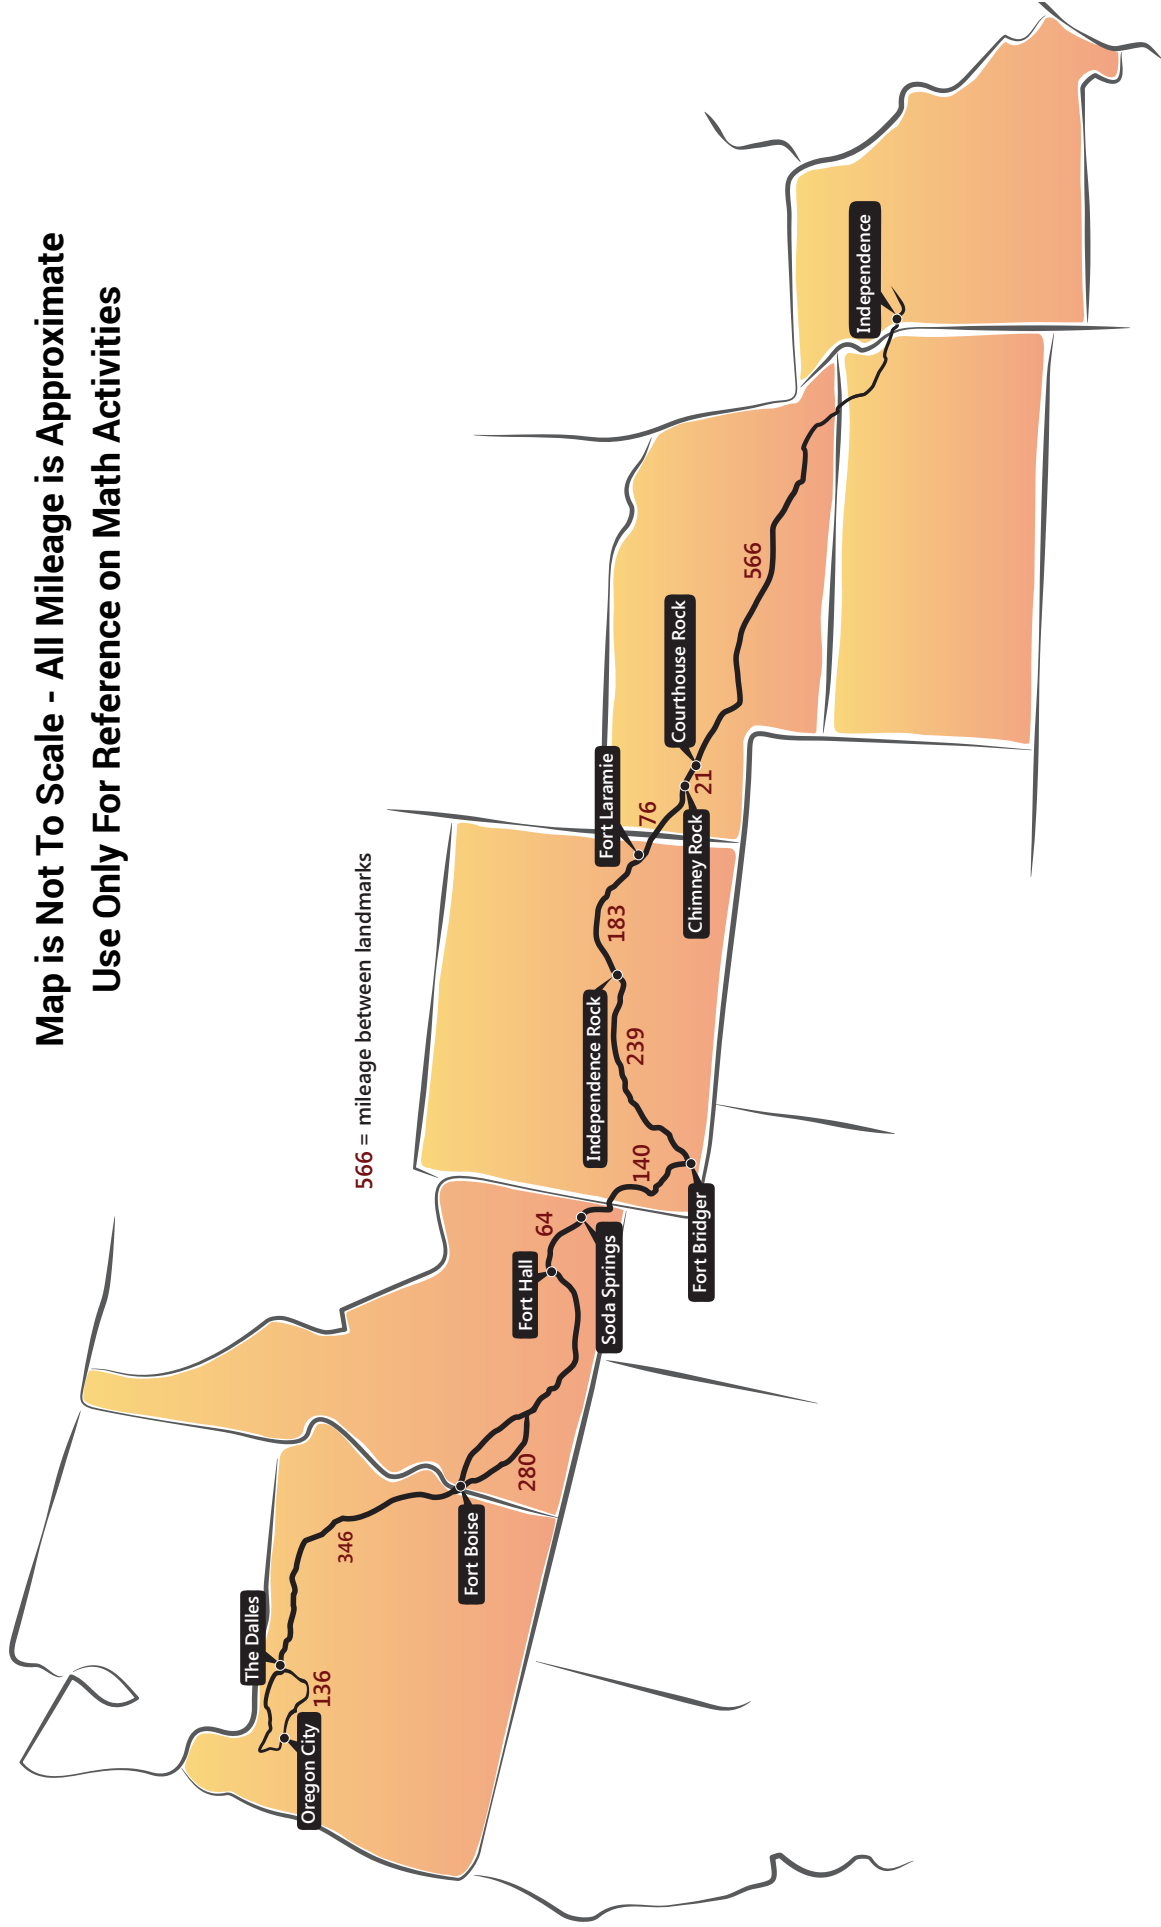 Map is Not To Scale - All Mileage is Approximate
Use Only For Reference on Math Activities
566 = mileage between landmarks
Oregon City
136
The Dalles
346
Fort Boise
280
Fort Hall
64
Soda Springs
140
Fort Bridger
239
Independence Rock
183
Fort Laramie
76
Chimney Rock
21
Courthouse Rock
566
Independence